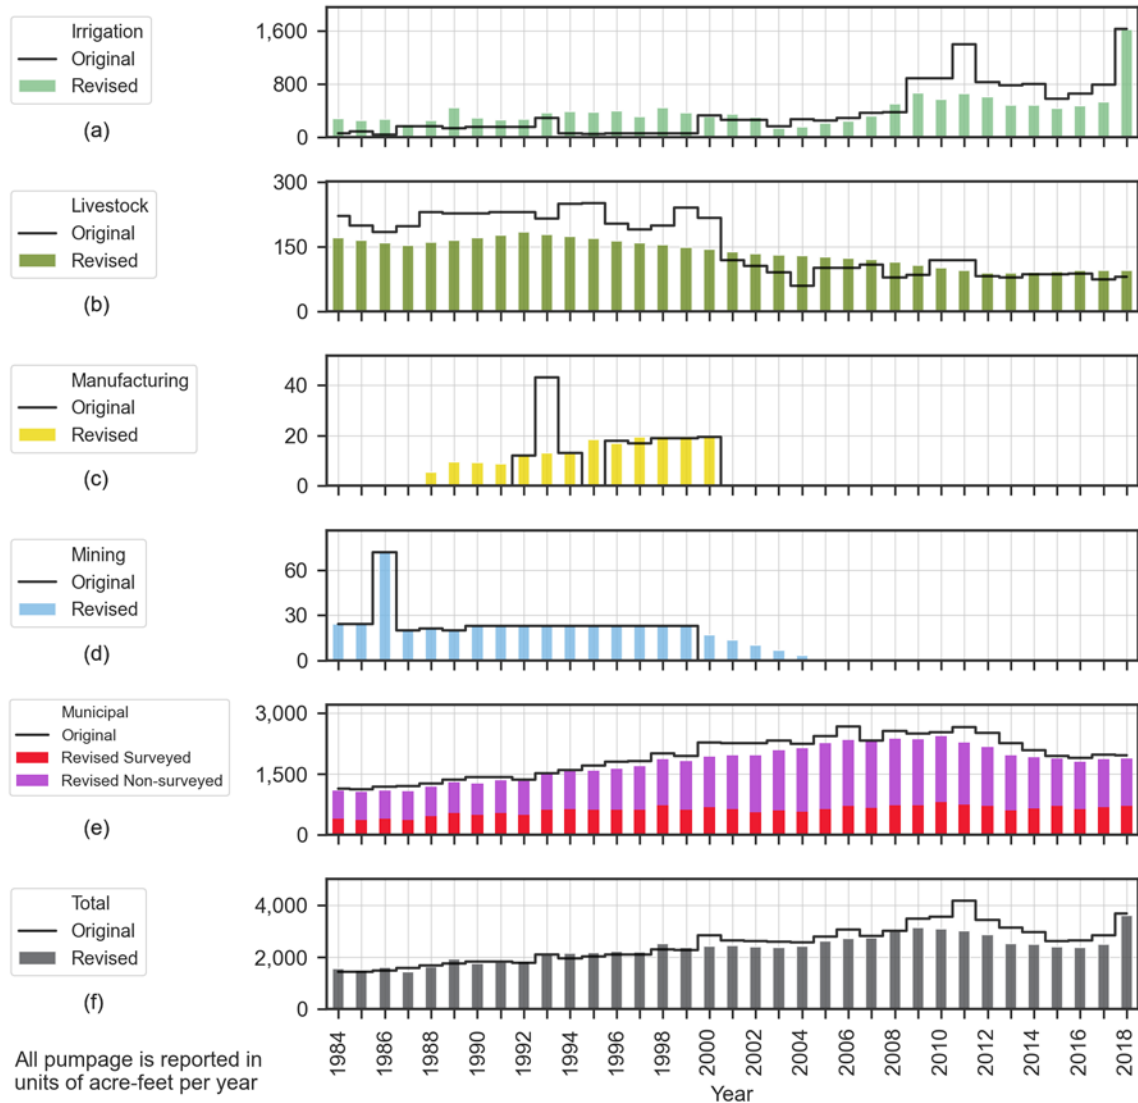 Irrigation
Original
Revised
(a)
1,600
800
0
Livestock
Original
Revised
(b)
300
150
0
Manufacturing
Original
Revised
(c)
40
20
0
Mining
Original
Revised
(d)
60
30
0
Municipal
Original
Revised Surveyed
Revised Non-surveyed
(e)
3,000
1,500
0
Total
Original
Revised
(f)
4,000
2,000
0
1984
1986
1988
1990
1992
1994
1996
1998
2000
2002
2004
2006
2008
2010
2012
2014
2016
2018
Year
All pumpage is reported in
units of acre-feet per year